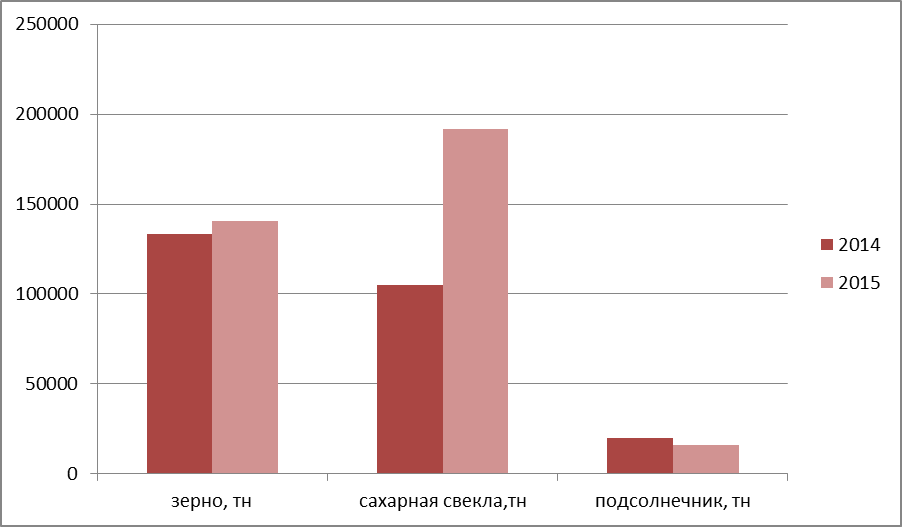 250000
200000
150000
100000
50000
0
зерно, тн
сахарная свекла,тн
подсолнечник, тн
2014
2015